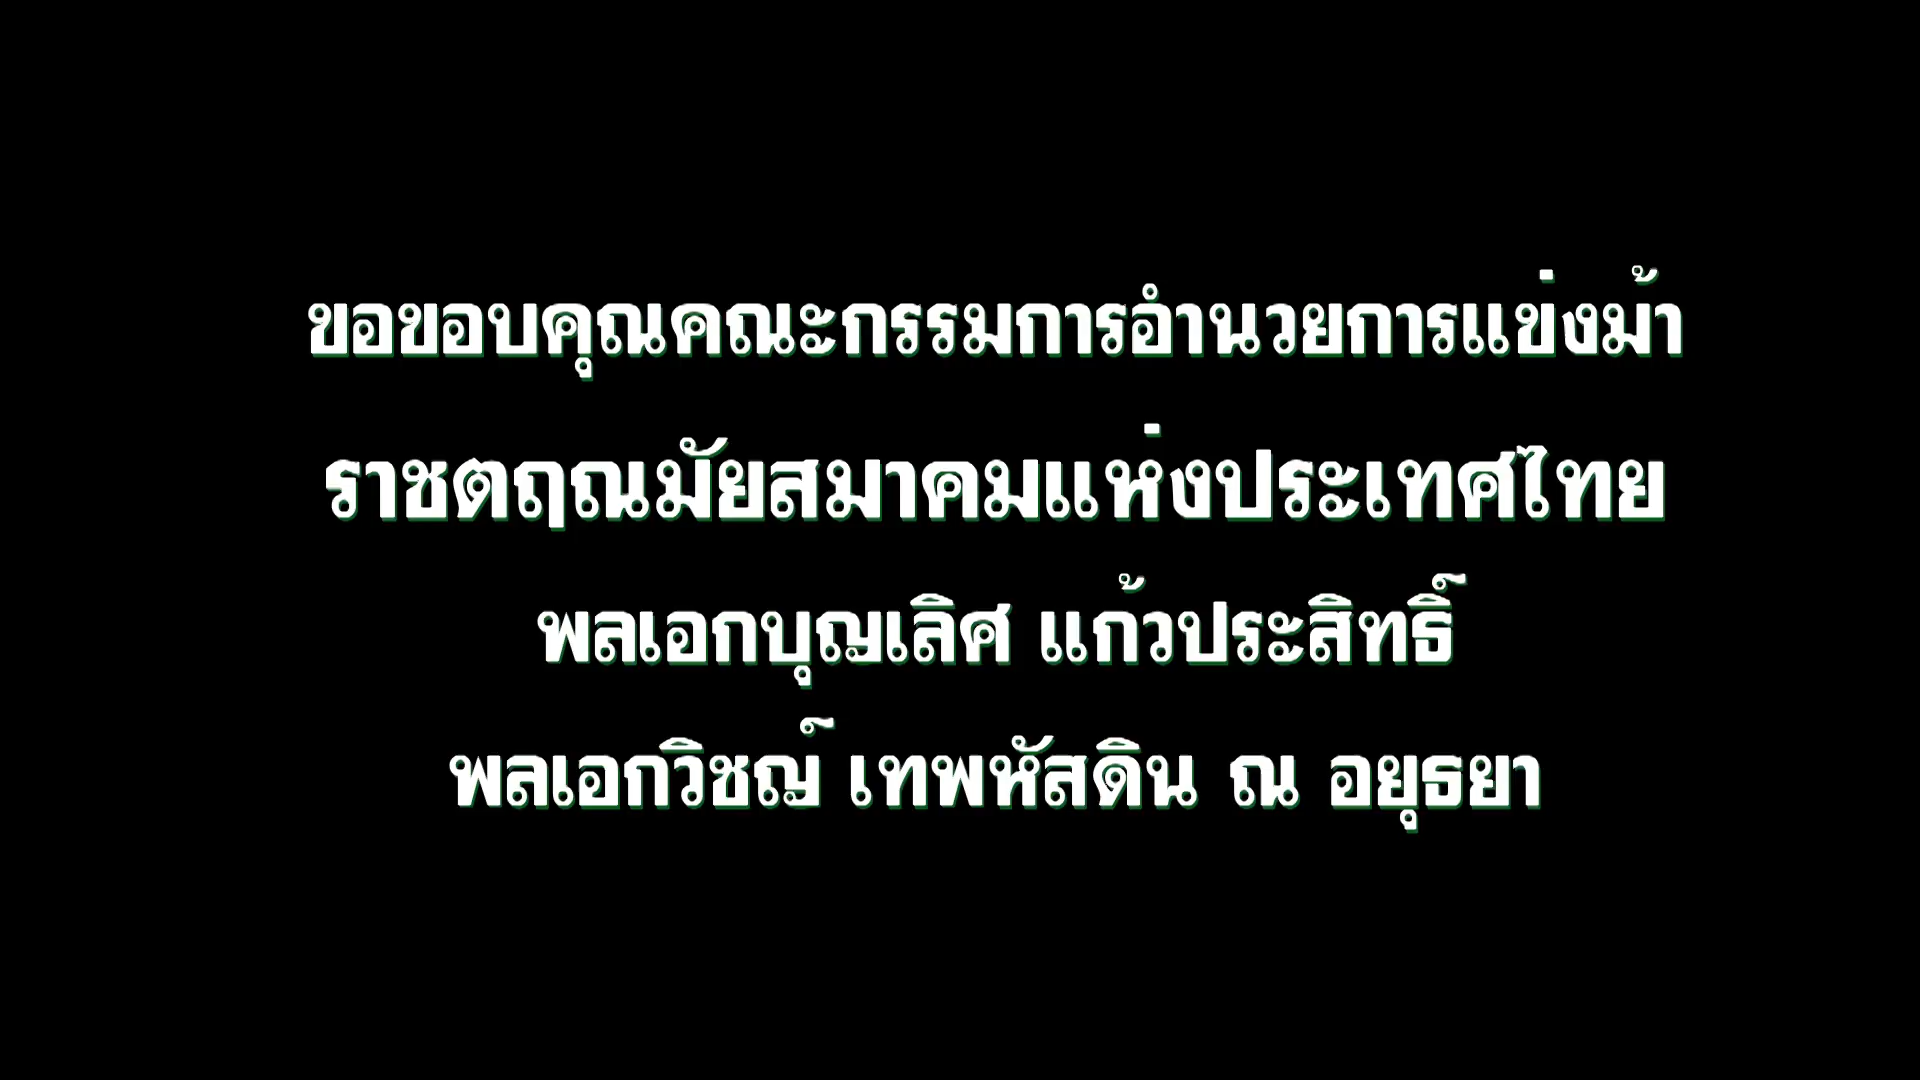 ขอขอบคุณคณะกรรมการอำนวยการแข่งม้า
ราชตฤณมัยสมาคมแห่งประเทศไทย
พลเอกบุญเลิศ แก้วประสิทธิ์
พลเอกวิชญ์ เทพหัสดิน ณ อยุธยา